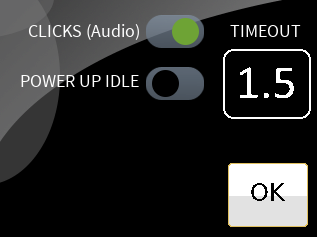 CLICKS (Audio)
TIMEOUT
POWER UP IDLE
1.5
OK